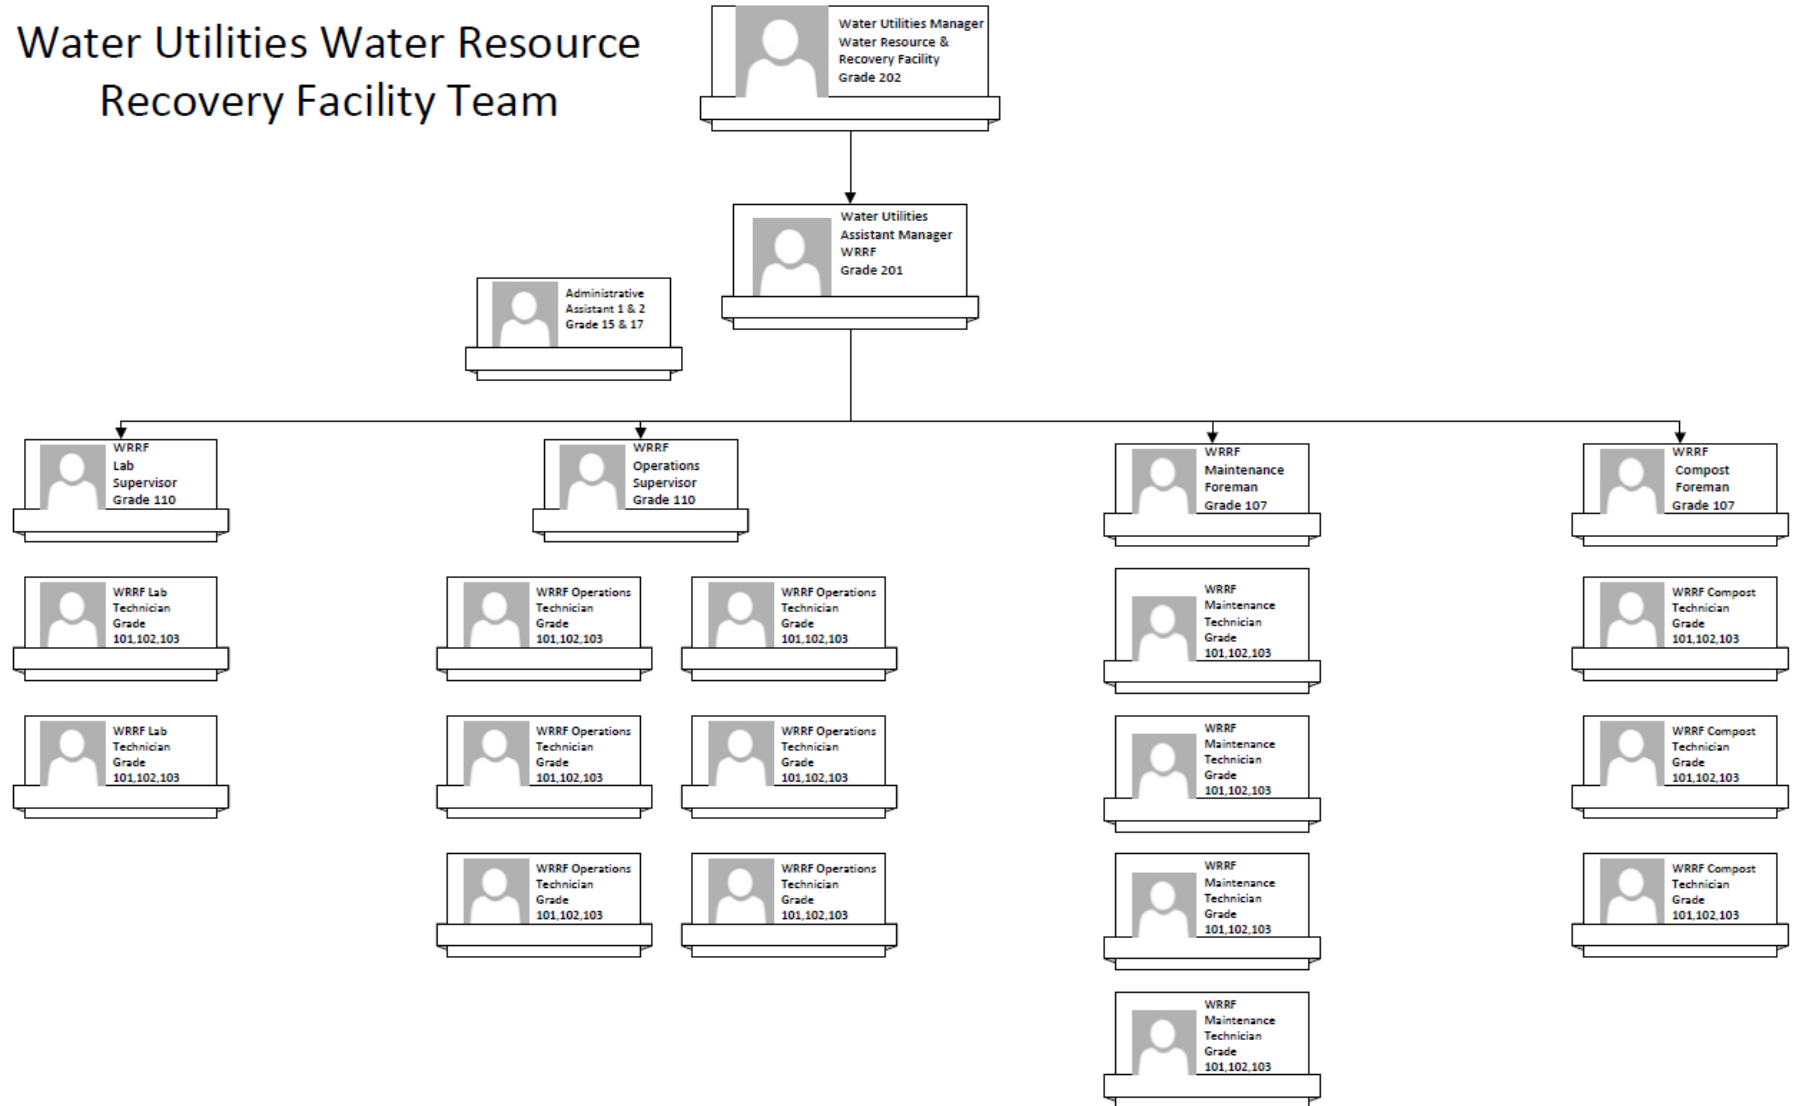 Water Utilities Water Resource
Recovery Facility Team
Water Utilities Manager
Water Resource &
Recovery Facility
Grade 202
Water Utilities
Assistant Manager
WRRF
Grade 201
Administrative
Assistant 1 & 2
Grade 15 & 17
WRRF
Lab
Supervisor
Grade 110
WRRF
Operations
Supervisor
Grade 110
WRRF
Maintenance
Foreman
Grade 107
WRRF
Compost
Foreman
Grade 107
WRRF Lab
Technician
Grade
101,102,103
WRRF Operations
Technician
Grade
101,102,103
WRRF Operations
Technician
Grade
101,102,103
WRRF
Maintenance
Technician
Grade
101,102,103
WRRF Compost
Technician
Grade
101,102,103
WRRF Lab
Technician
Grade
101,102,103
WRRF Operations
Technician
Grade
101,102,103
WRRF Operations
Technician
Grade
101,102,103
WRRF
Maintenance
Technician
Grade
101,102,103
WRRF Compost
Technician
Grade
101,102,103
WRRF Operations
Technician
Grade
101,102,103
WRRF Operations
Technician
Grade
101,102,103
WRRF
Maintenance
Technician
Grade
101,102,103
WRRF Compost
Technician
Grade
101,102,103
WRRF
Maintenance
Technician
Grade
101,102,103